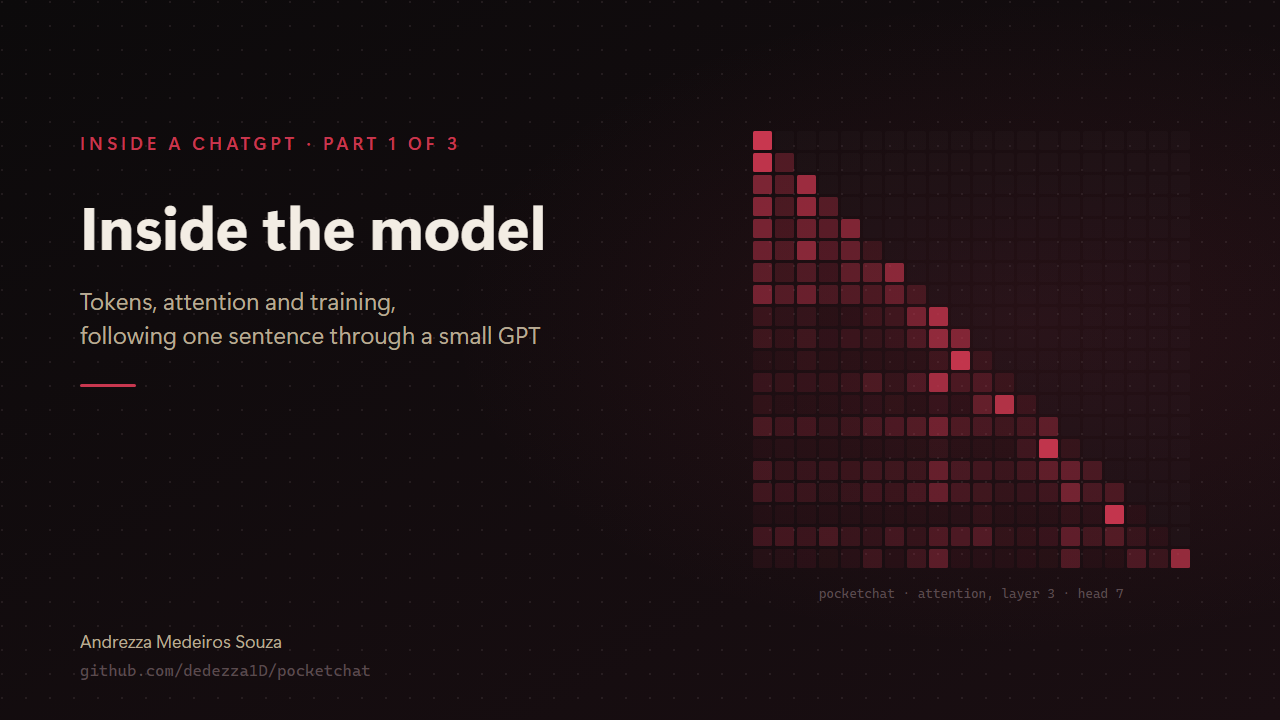 INSIDE A CHATGPT · PART 1 OF 3
Inside the model
Tokens, attention and training,
following one sentence through a small GPT
pocketchat · attention, layer 3 · head 7
Andrezza Medeiros Souza
github.com/dedezza1D/pocketchat